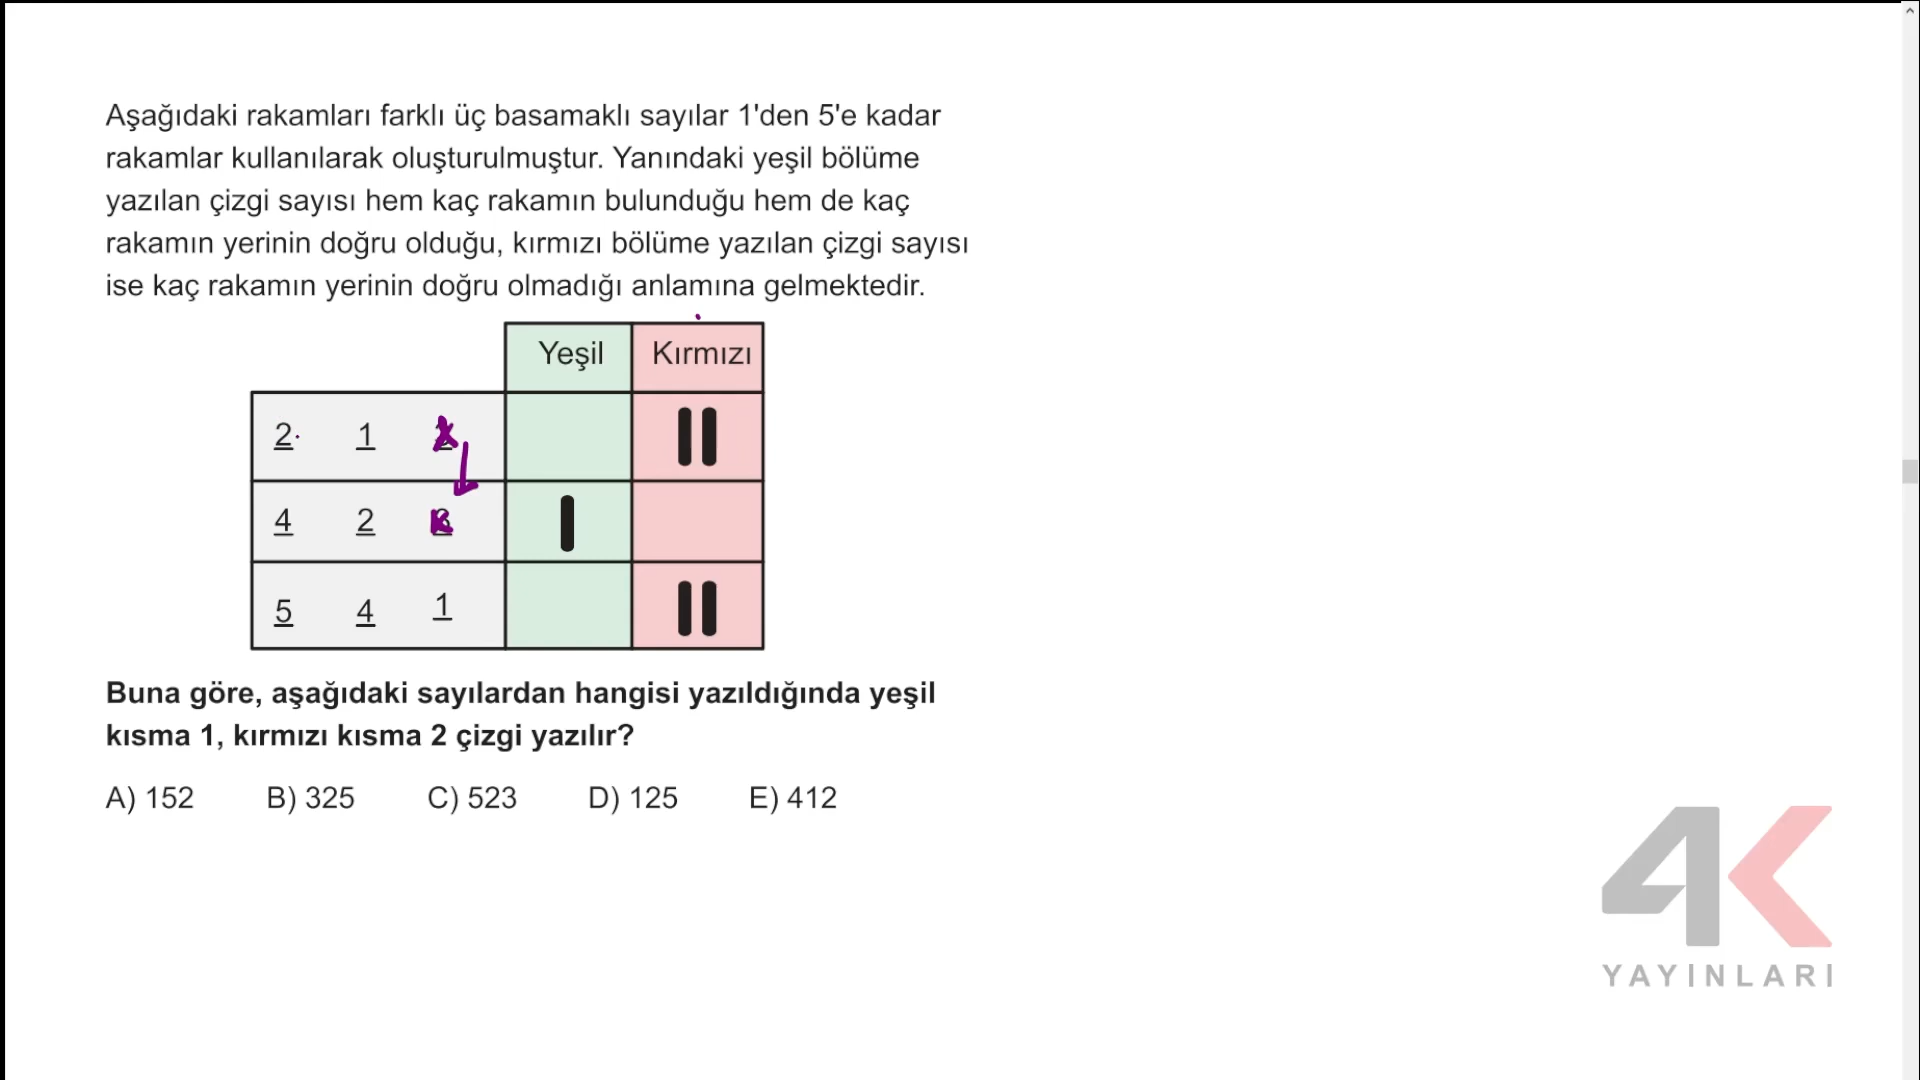 Aşağıdaki rakamları farklı üç basamaklı sayılar 1'den 5'e kadar
rakamlar kullanılarak oluşturulmuştur. Yanındaki yeşil bölüme
yazılan çizgi sayısı hem kaç rakamın bulunduğu hem de kaç
rakamın yerinin doğru olduğu, kırmızı bölüme yazılan çizgi sayısı
ise kaç rakamın yerinin doğru olmadığı anlamına gelmektedir.
Yeşil Kırmızı
2 1
4 2
5 4 1
Buna göre, aşağıdaki sayılardan hangisi yazıldığında yeşil
kısma 1, kırmızı kısma 2 çizgi yazılır?
A) 152 B) 325 C) 523 D) 125 E) 412
4K
YAYINLARI